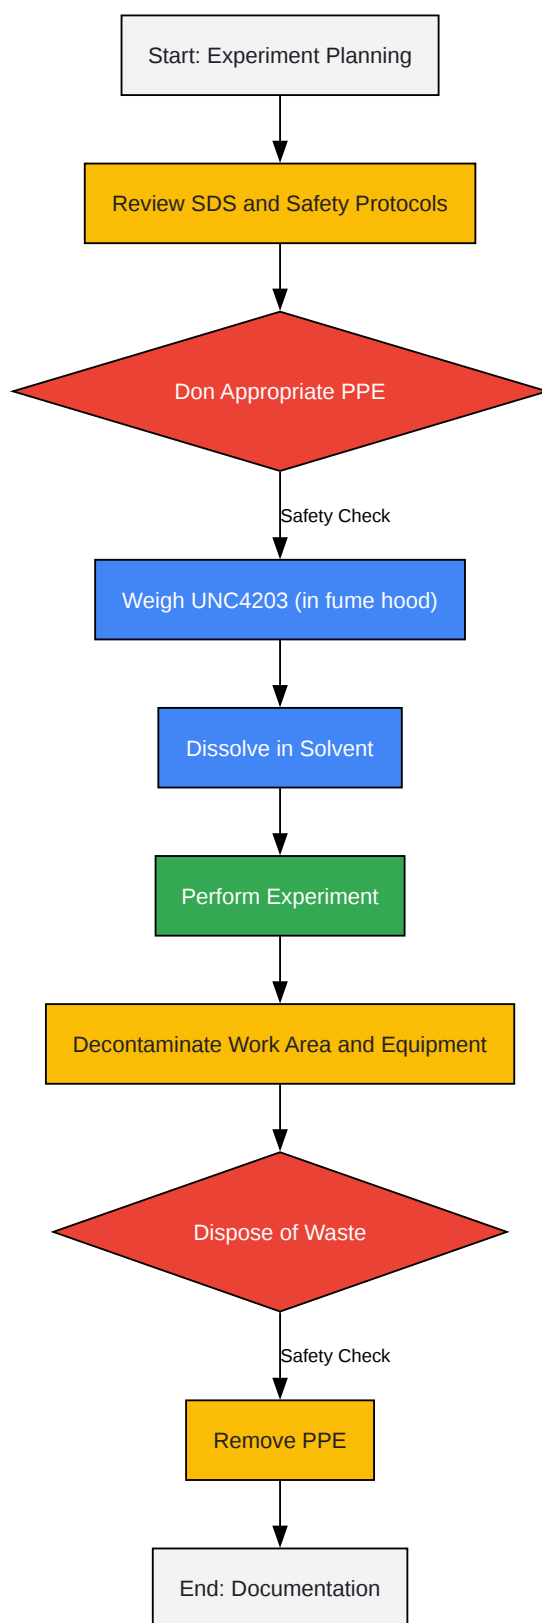 Start: Experiment Planning
Review SDS and Safety Protocols
Don Appropriate PPE
Safety Check
Weigh UNC4203 (in fume hood)
Dissolve in Solvent
Perform Experiment
Decontaminate Work Area and Equipment
Dispose of Waste
Safety Check
Remove PPE
End: Documentation